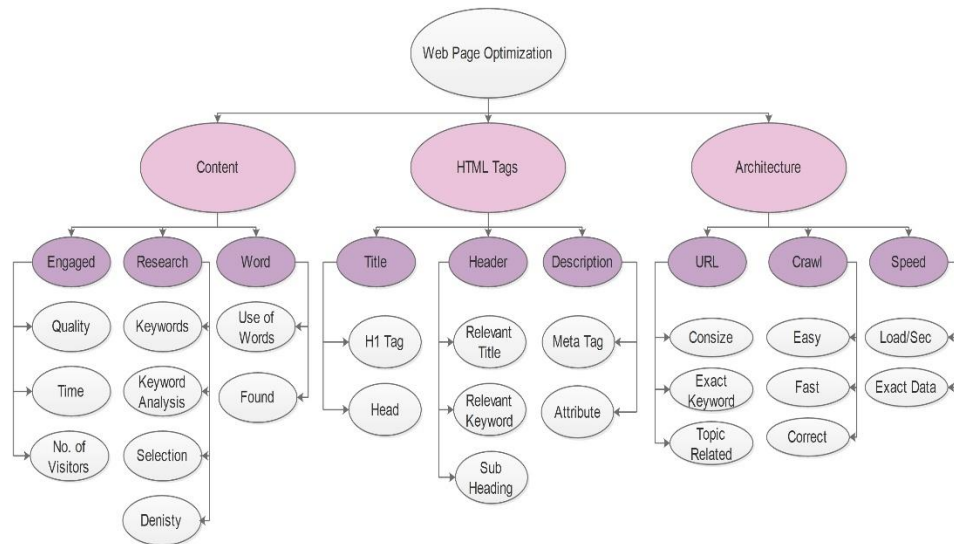 Web Page Optimization
Content
HTML Tags
Architecture
Engaged
Research
Word
Title
Header
Description
URL
Crawl
Speed
Quality
Time
No. of
Visitors
Keywords
Keyword
Analysis
Selection
Denisty
Use of
Words
Found
H1 Tag
Head
Relevant
Title
Relevant
Keyword
Sub
Heading
Meta Tag
Attribute
Consize
Exact
Keyword
Topic
Related
Easy
Fast
Correct
Load/Sec
Exact Data